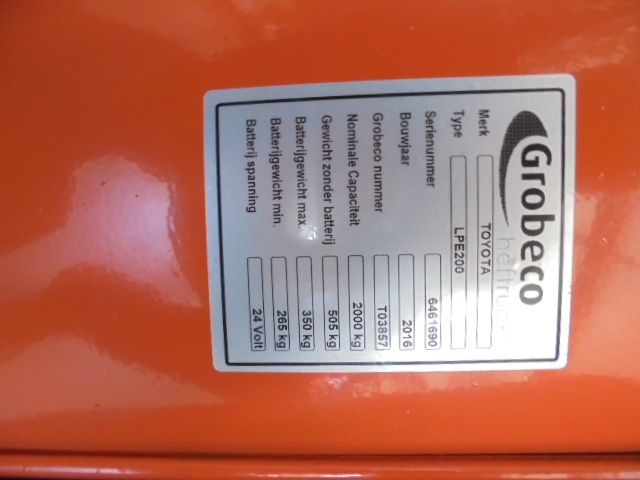 Grobeco
heftrucks
Merk TOYOTA
Type LPE200
Serienummer 6461690
Bouwjaar 2016
Grobeco nummer T03857
Nominale Capaciteit 2000 kg
Gewicht zonder batterij 505 kg
Batterijgewicht max. 350 kg
Batterijgewicht min. 265 kg
Batterij spanning 24 Volt